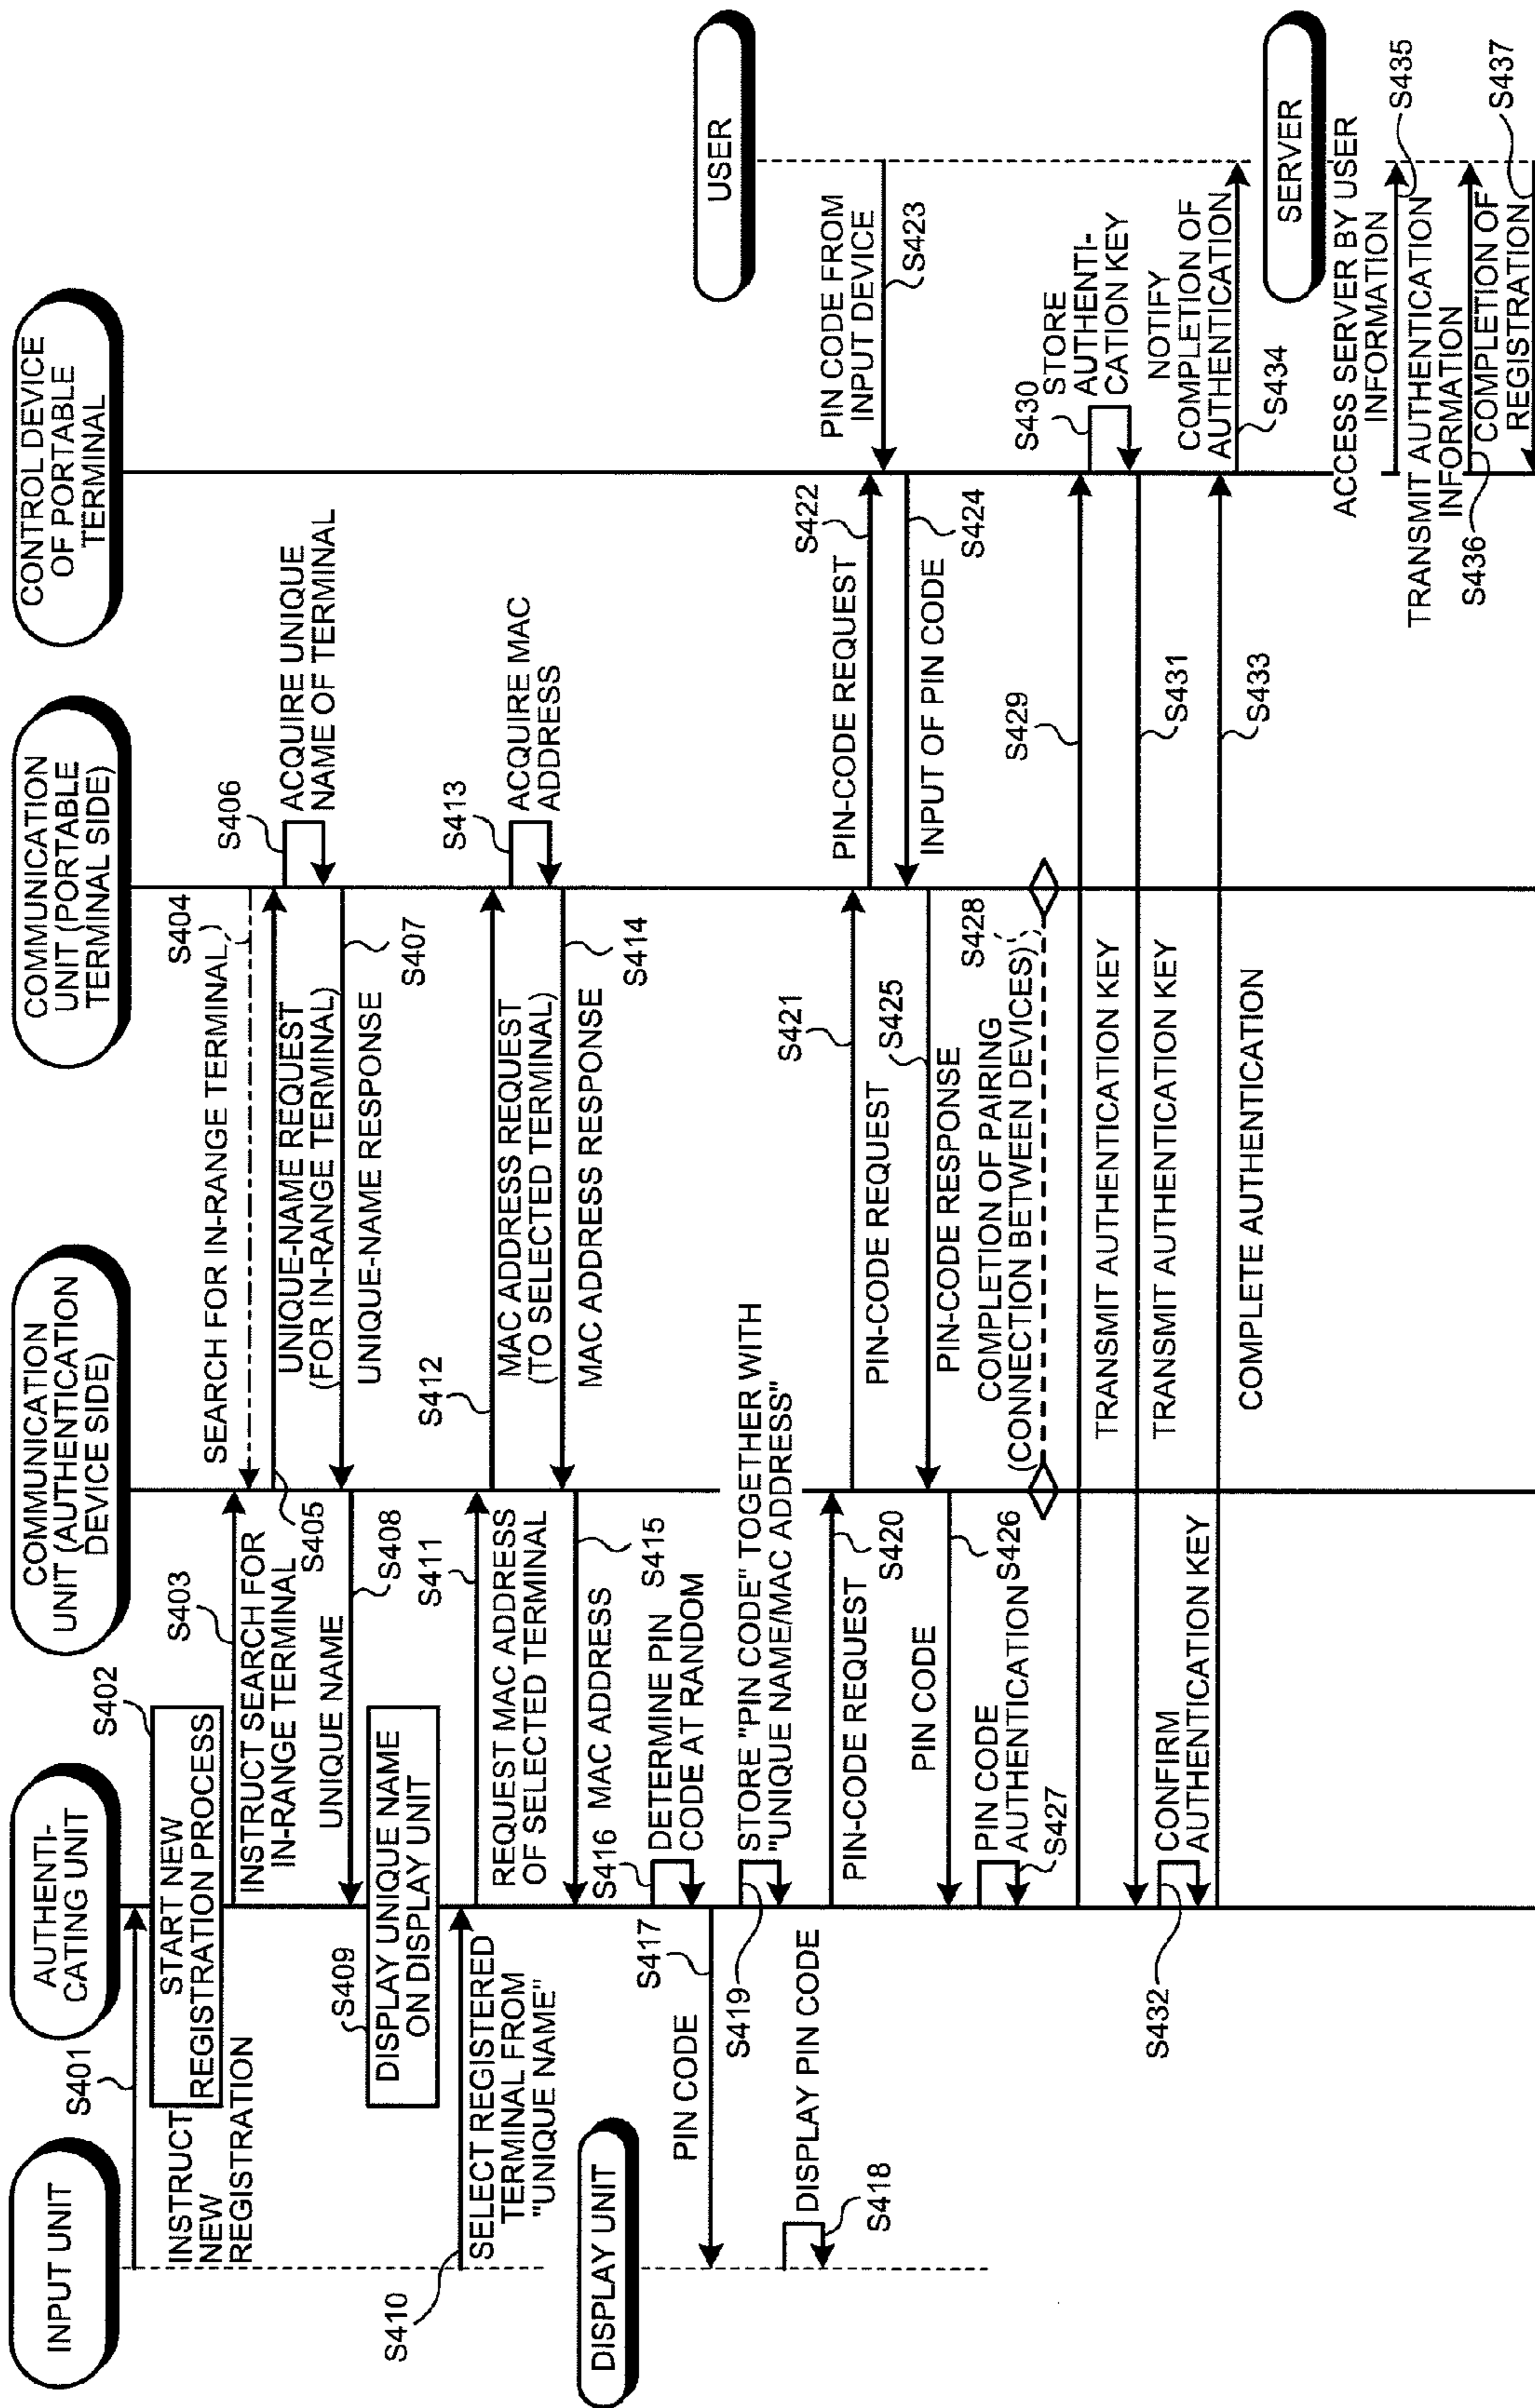 INPUT UNIT
AUTHENTI-
CATING UNIT
COMMUNICATION
UNIT (AUTHENTICATION
DEVICE SIDE)
COMMUNICATION
UNIT (PORTABLE
TERMINAL SIDE)
CONTROL DEVICE
OF PORTABLE
TERMINAL
S401
INSTRUCT
NEW
REGISTRATION
S402
START NEW
REGISTRATION PROCESS
S403
INSTRUCT SEARCH FOR
IN-RANGE TERMINAL
S404
SEARCH FOR IN-RANGE TERMINAL
S405
UNIQUE-NAME REQUEST
(FOR IN-RANGE TERMINAL)
S406
ACQUIRE UNIQUE
NAME OF TERMINAL
S407
UNIQUE-NAME RESPONSE
S408
UNIQUE NAME
S409
DISPLAY UNIQUE NAME
ON DISPLAY UNIT
S410
SELECT REGISTERED
TERMINAL FROM
"UNIQUE NAME"
S411
REQUEST MAC ADDRESS
OF SELECTED TERMINAL
S412
MAC ADDRESS REQUEST
(TO SELECTED TERMINAL)
S413
ACQUIRE MAC
ADDRESS
S414
MAC ADDRESS RESPONSE
S415
MAC ADDRESS
DISPLAY UNIT
S416
DETERMINE PIN
CODE AT RANDOM
S417
PIN CODE
S418
DISPLAY PIN CODE
S419
STORE "PIN CODE" TOGETHER WITH
"UNIQUE NAME/MAC ADDRESS"
USER
S420
PIN-CODE REQUEST
S421
PIN-CODE REQUEST
S422
PIN-CODE REQUEST
PIN CODE FROM
INPUT DEVICE
S423
S424
INPUT OF PIN CODE
S425
PIN-CODE RESPONSE
S426
PIN CODE
PIN CODE
AUTHENTICATION
S427
S428
COMPLETION OF PAIRING
(CONNECTION BETWEEN DEVICES)
S429
TRANSMIT AUTHENTICATION KEY
S430
STORE
AUTHENTI-
CATION KEY
S431
TRANSMIT AUTHENTICATION KEY
S432
CONFIRM
AUTHENTICATION KEY
S433
COMPLETE AUTHENTICATION
NOTIFY
COMPLETION OF
AUTHENTICATION
S434
SERVER
ACCESS SERVER BY USER
INFORMATION
S435
TRANSMIT AUTHENTICATION
INFORMATION
S436
COMPLETION OF
REGISTRATION
S437